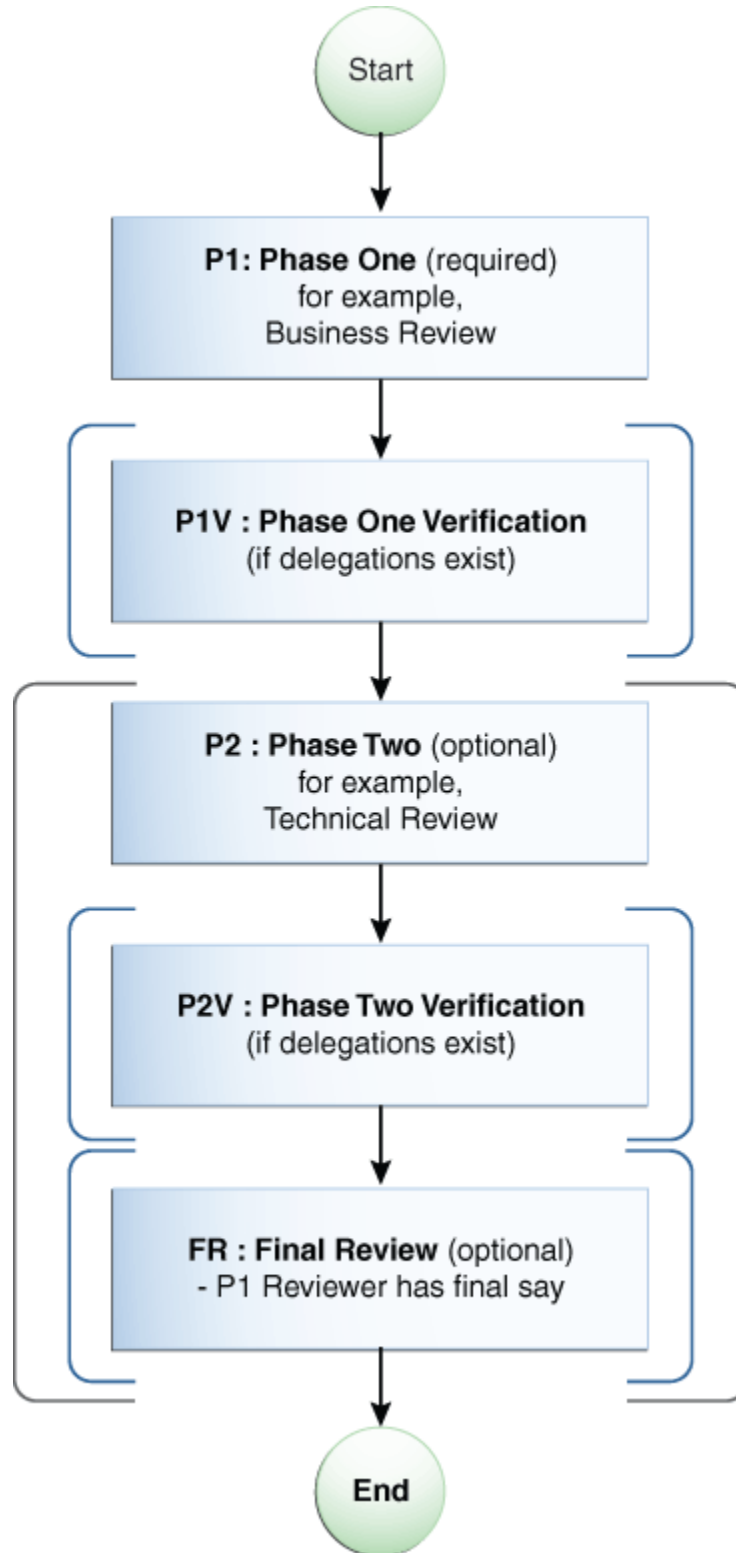 Start
P1: Phase One (required)
for example,
Business Review
P1V : Phase One Verification
(if delegations exist)
P2 : Phase Two (optional)
for example,
Technical Review
P2V : Phase Two Verification
(if delegations exist)
FR : Final Review (optional)
- P1 Reviewer has final say
End